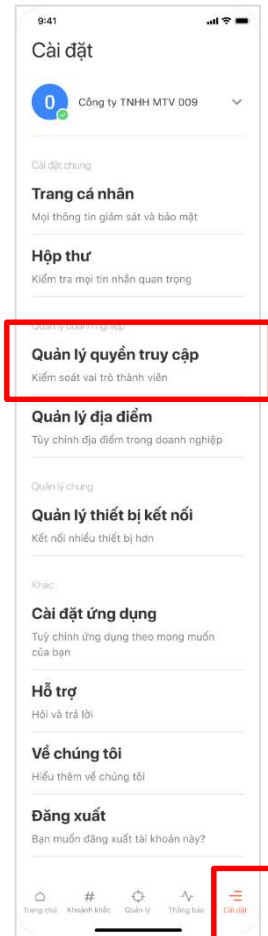 9:41
Cài đặt
0
Công ty TNHH MTV 009
Cài đặt chung
Trang cá nhân
Mọi thông tin giám sát và bảo mật
Hộp thư
Kiểm tra mọi tin nhắn quan trọng
Quản lý doanh nghiệp
Quản lý quyền truy cập
Kiểm soát vai trò thành viên
Quản lý địa điểm
Tùy chỉnh địa điểm trong doanh nghiệp
Quản lý chung
Quản lý thiết bị kết nối
Kết nối nhiều thiết bị hơn
Khác
Cài đặt ứng dụng
Tuỳ chỉnh ứng dụng theo mong muốn
của bạn
Hỗ trợ
Hỏi và trả lời
Về chúng tôi
Hiểu thêm về chúng tôi
Đăng xuất
Bạn muốn đăng xuất tài khoản này?
Trang chủ Khoảnh khắc Quản lý Thông báo Cài đặt